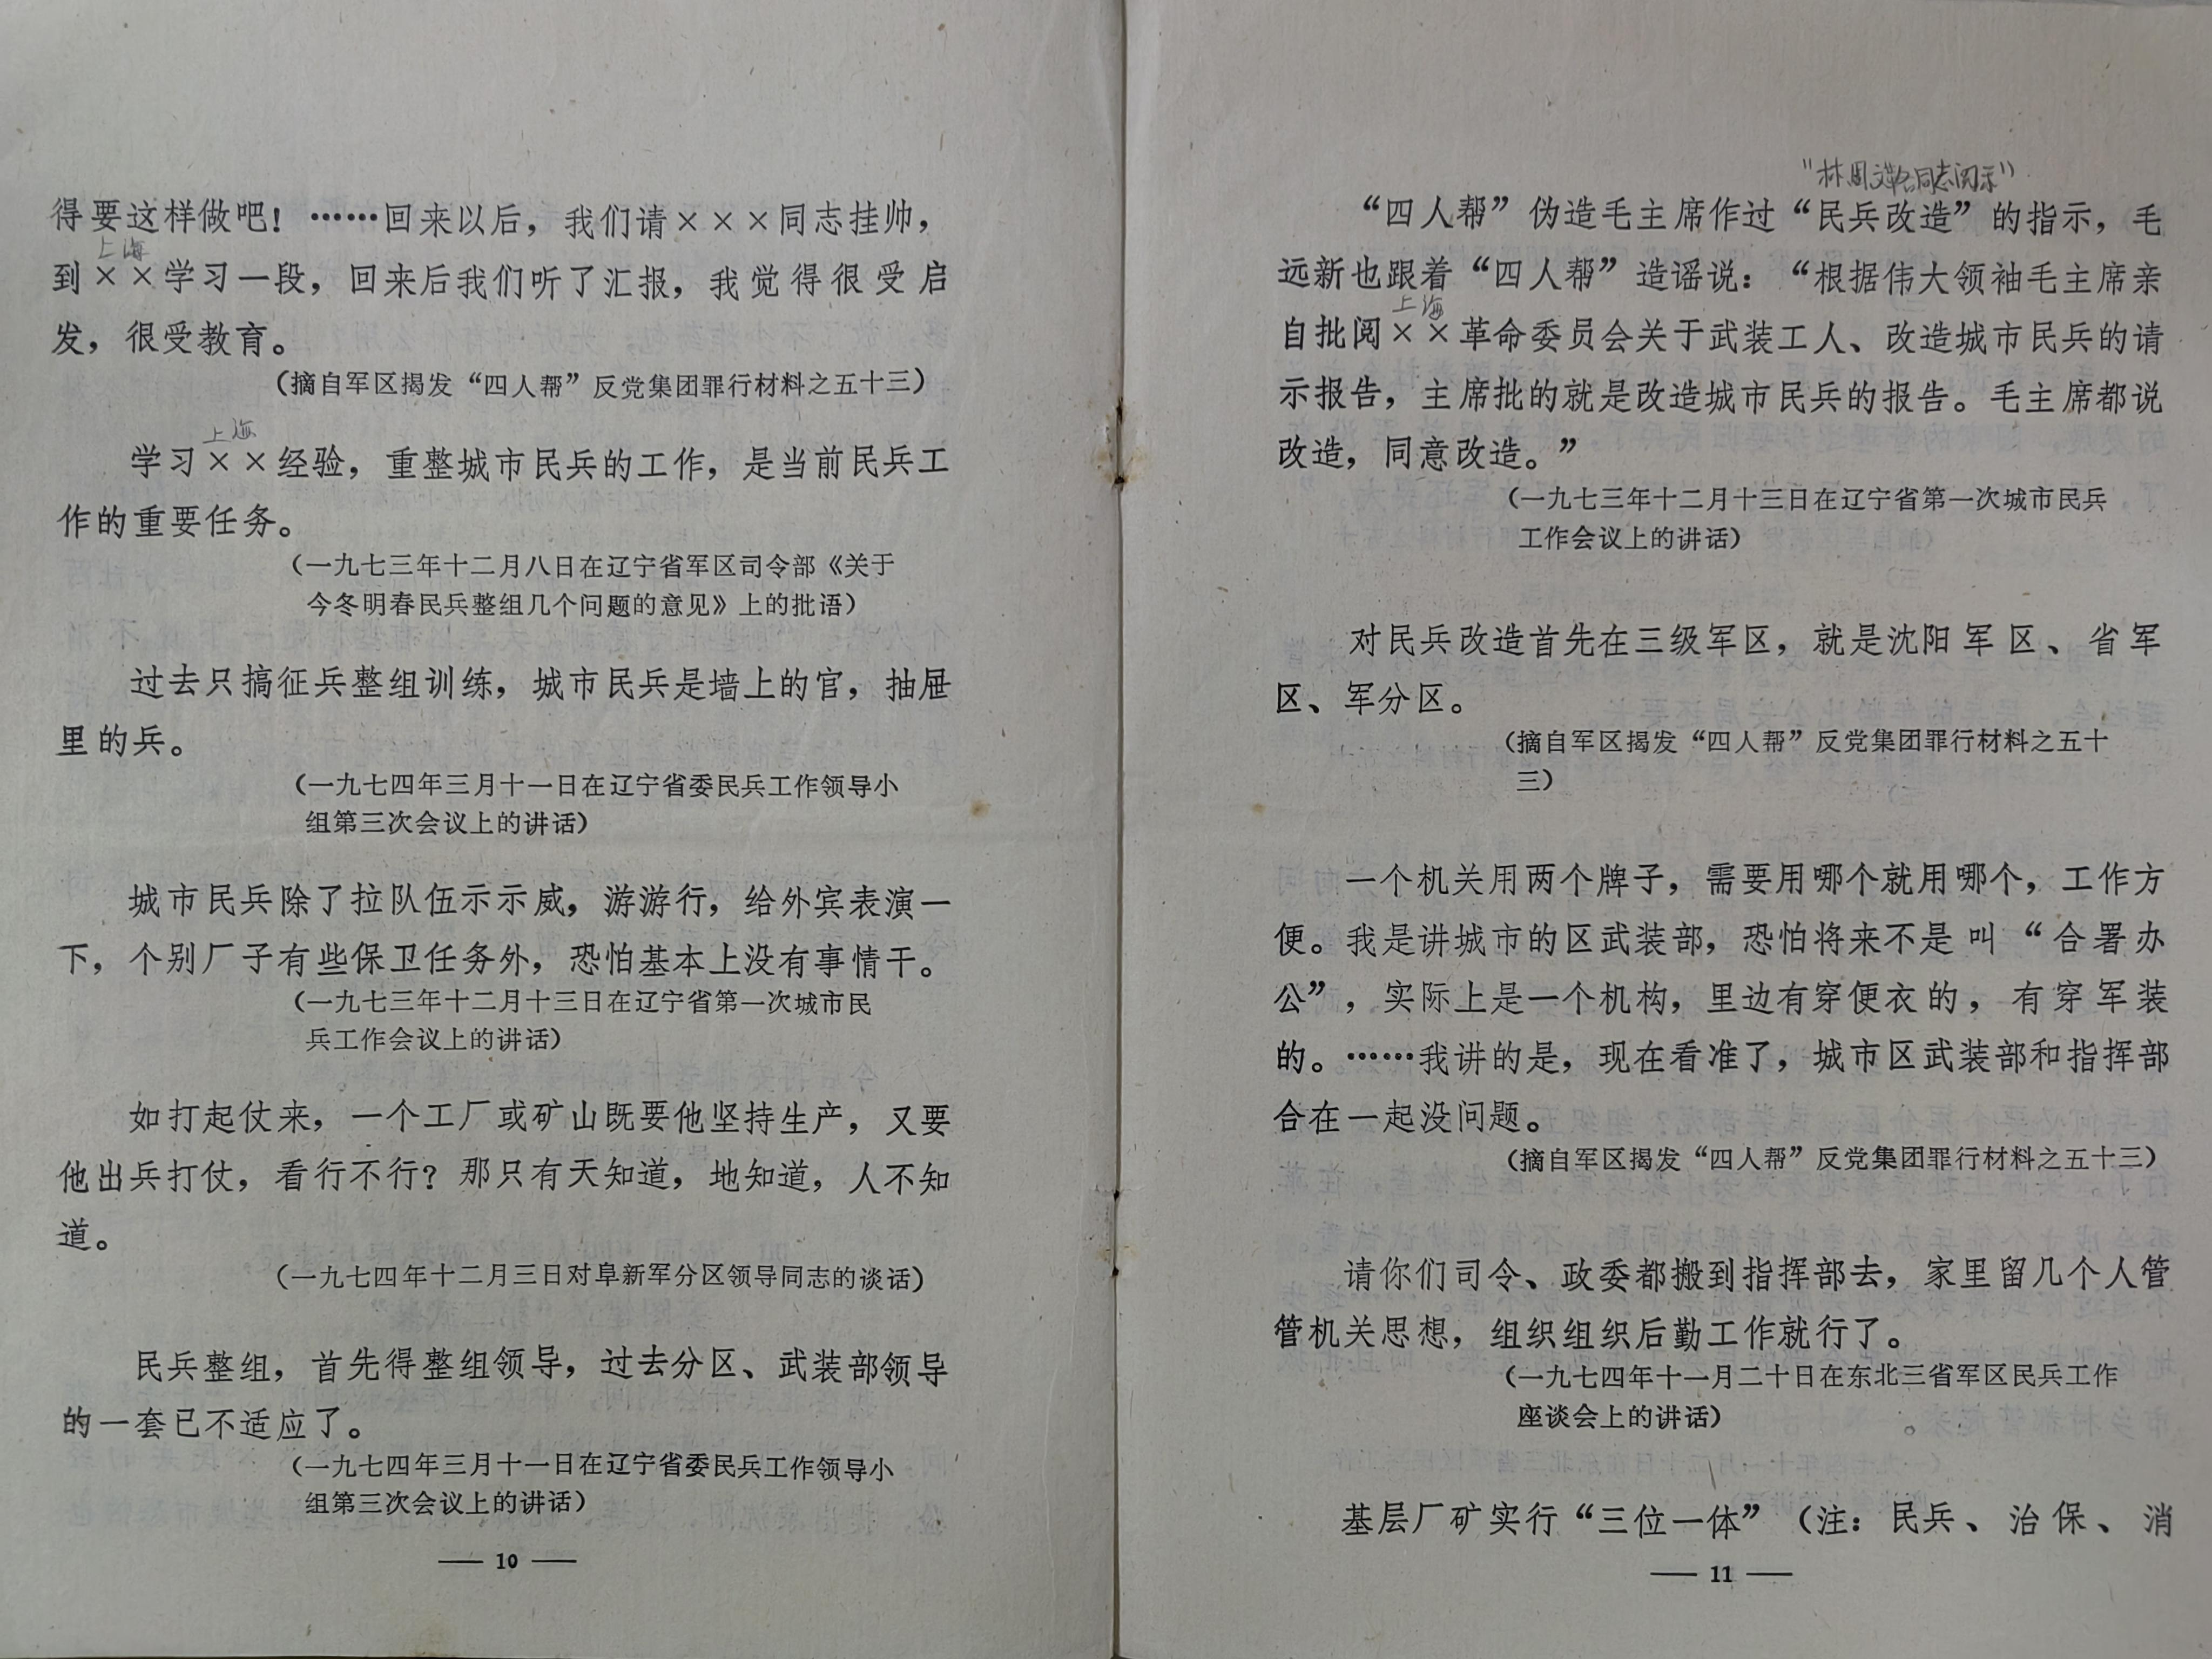 得要这样做吧！……回来以后，我们请×××同志挂帅，
上海
到××学习一段，回来后我们听了汇报，我觉得很受启
发，很受教育。
（摘自军区揭发“四人帮”反党集团罪行材料之五十三）
上海
学习××经验，重整城市民兵的工作，是当前民兵工
作的重要任务。
（一九七三年十二月八日在辽宁省军区司令部《关于
今冬明春民兵整组几个问题的意见》上的批语）
过去只搞征兵整组训练，城市民兵是墙上的官，抽屉
里的兵。
（一九七四年三月十一日在辽宁省委民兵工作领导小
组第三次会议上的讲话）
城市民兵除了拉队伍示示威，游游行，给外宾表演一
下，个别厂子有些保卫任务外，恐怕基本上没有事情干。
（一九七三年十二月十三日在辽宁省第一次城市民
兵工作会议上的讲话）
如打起仗来，一个工厂或矿山既要他坚持生产，又要
他出兵打仗，看行不行？那只有天知道，地知道，人不知
道。
（一九七四年十二月三日对阜新军分区领导同志的谈话）
民兵整组，首先得整组领导，过去分区、武装部领导
的一套已不适应了。
（一九七四年三月十一日在辽宁省委民兵工作领导小
组第三次会议上的讲话）
—— 10 ——
同志阅示”
“四人帮”伪造毛主席作过“民兵改造”的指示，毛
远新也跟着“四人帮”造谣说：“根据伟大领袖毛主席亲
上海
自批阅××革命委员会关于武装工人、改造城市民兵的请
示报告，主席批的就是改造城市民兵的报告。毛主席都说
改造，同意改造。”
（一九七三年十二月十三日在辽宁省第一次城市民兵
工作会议上的讲话）
对民兵改造首先在三级军区，就是沈阳军区、省军
区、军分区。
（摘自军区揭发“四人帮”反党集团罪行材料之五十
三）
一个机关用两个牌子，需要用哪个就用哪个，工作方
便。我是讲城市的区武装部，恐怕将来不是叫“合署办
公”，实际上是一个机构，里边有穿便衣的，有穿军装
的。……我讲的是，现在看准了，城市区武装部和指挥部
合在一起没问题。
（摘自军区揭发“四人帮”反党集团罪行材料之五十三）
请你们司令、政委都搬到指挥部去，家里留几个人管
管机关思想，组织组织后勤工作就行了。
（一九七四年十一月二十日在东北三省军区民兵工作
座谈会上的讲话）
基层厂矿实行“三位一体”（注：民兵、治保、消
—— 11 ——